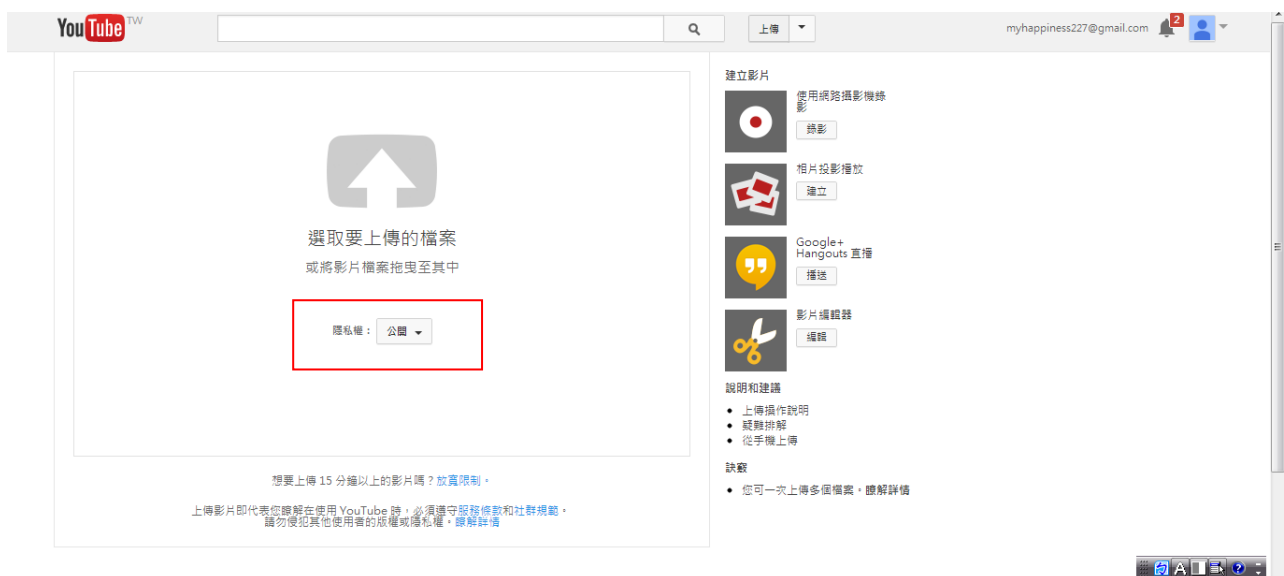 YouTube TW
上傳
myhappiness227@gmail.com
2
建立影片
使用網路攝影機錄
影
錄影
相片投影播放
建立
Google+
Hangouts 直播
播送
影片編輯器
編輯
說明和建議
上傳操作說明
疑難排解
從手機上傳
訣竅
您可一次上傳多個檔案。瞭解詳情
選取要上傳的檔案
或將影片檔案拖曳至其中
隱私權： 公開
想要上傳 15 分鐘以上的影片嗎？放寬限制。
上傳影片即代表您瞭解在使用 YouTube 時，必須遵守服務條款和社群規範。
請勿侵犯其他使用者的版權或隱私權。瞭解詳情
A